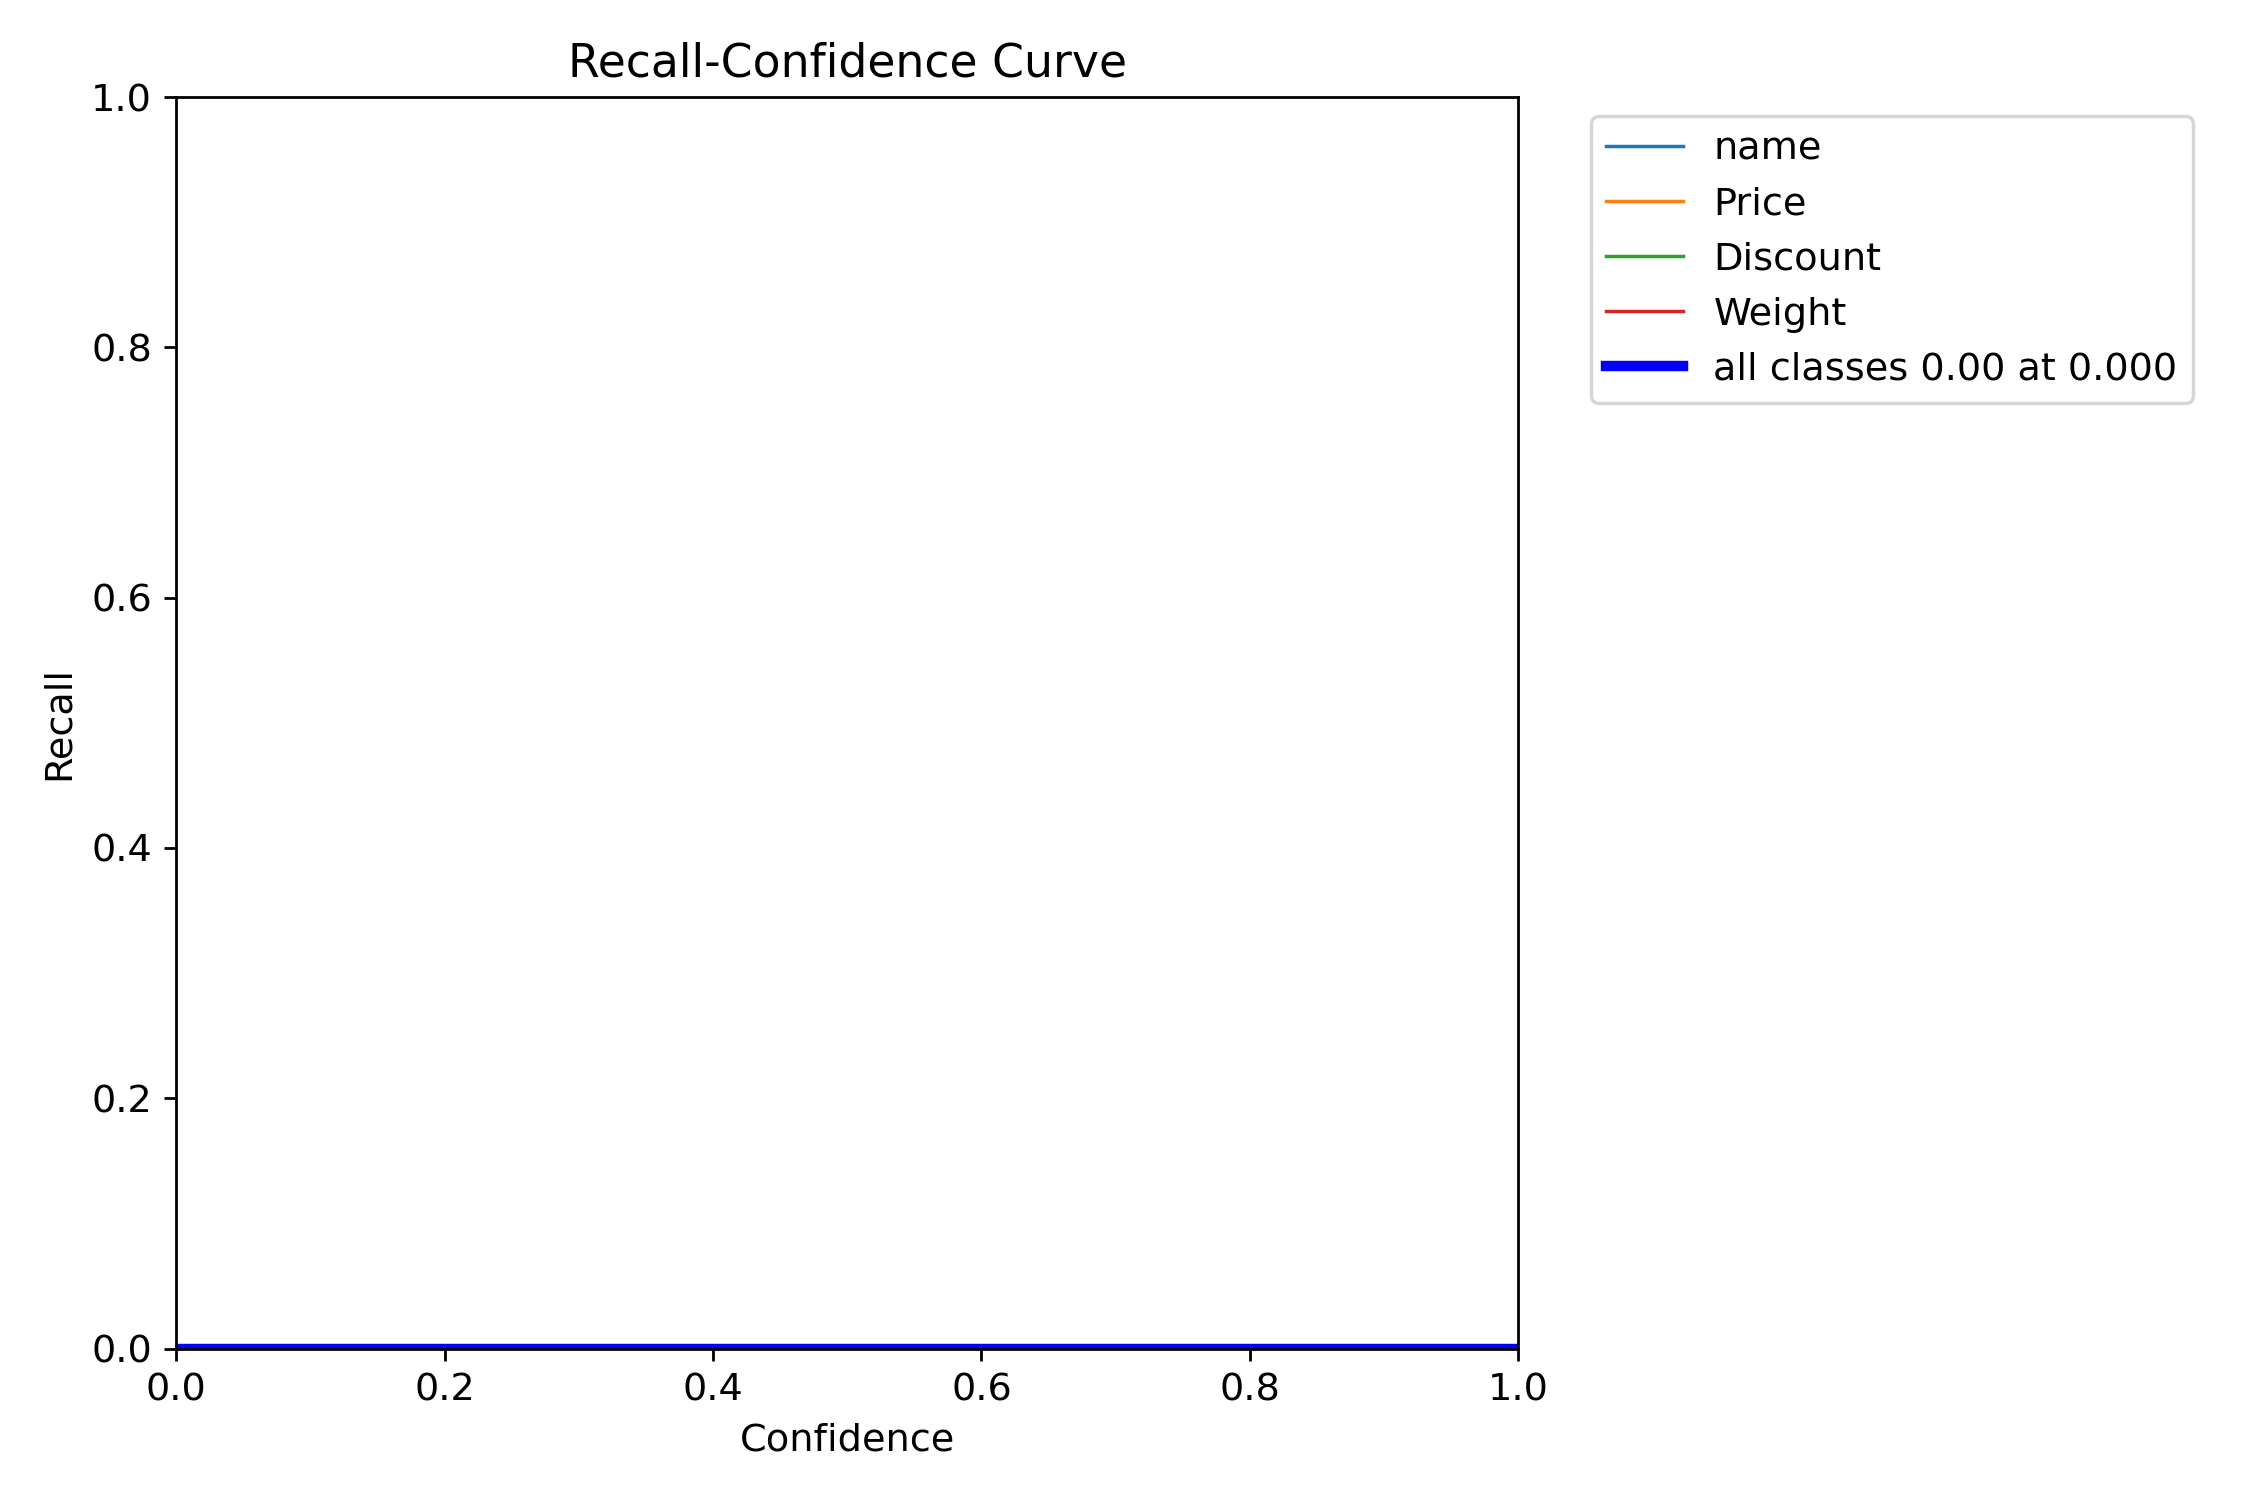 Recall-Confidence Curve
1.0
0.8
0.6
0.4
0.2
0.0
Recall
0.0 0.2 0.4 0.6 0.8 1.0
Confidence
name
Price
Discount
Weight
all classes 0.00 at 0.000